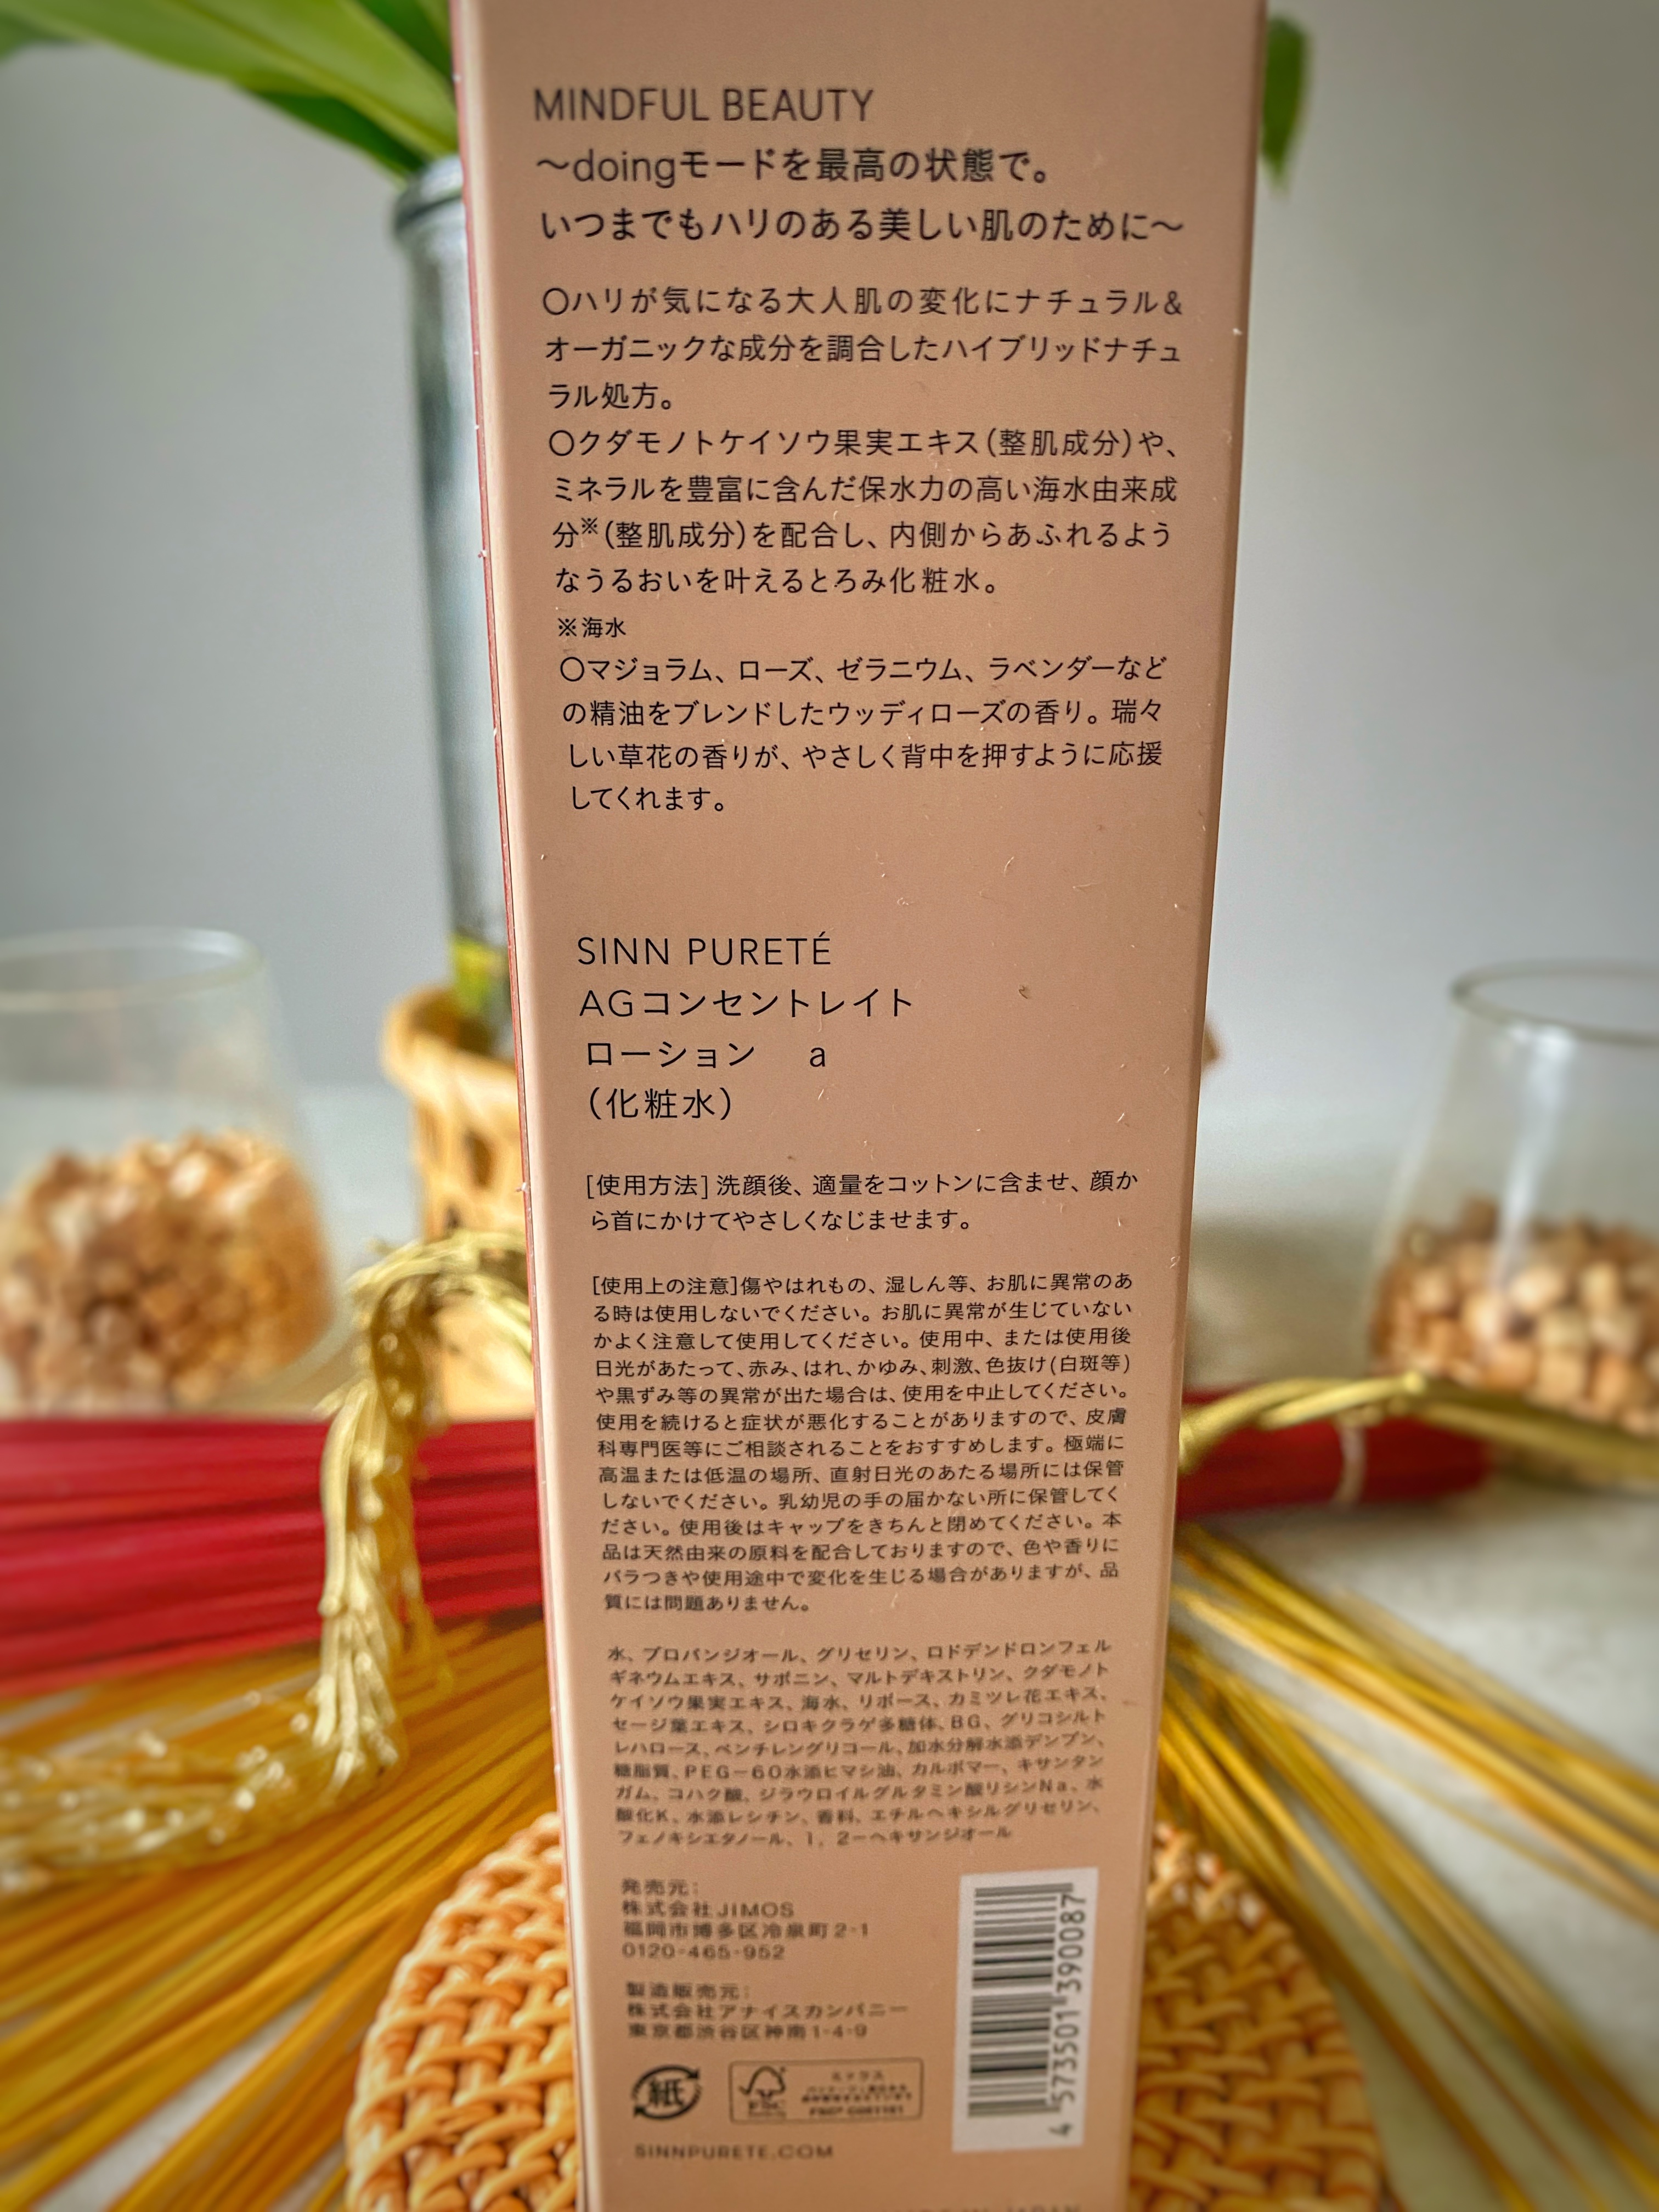 MINDFUL BEAUTY
〜doingモードを最高の状態で。
いつまでもハリのある美しい肌のために〜
〇ハリが気になる大人肌の変化にナチュラル&
オーガニックな成分を調合したハイブリッドナチュ
ラル処方。
〇クダモノトケイソウ果実エキス(整肌成分)や、
ミネラルを豊富に含んだ保水力の高い海水由来成
分※(整肌成分)を配合し、内側からあふれるよう
なうるおいを叶えるとろみ化粧水。
※海水
〇マジョラム、ローズ、ゼラニウム、ラベンダーなど
の精油をブレンドしたウッディローズの香り。瑞々
しい草花の香りが、やさしく背中を押すように応援
してくれます。
SINN PURETÉ
AGコンセントレイト
ローション a
(化粧水)
[使用方法] 洗顔後、適量をコットンに含ませ、顔か
ら首にかけてやさしくなじませます。
[使用上の注意]傷やはれもの、湿しん等、お肌に異常のあ
る時は使用しないでください。お肌に異常が生じていない
かよく注意して使用してください。使用中、または使用後
日光があたって、赤み、はれ、かゆみ、刺激、色抜け(白斑等)
や黒ずみ等の異常が出た場合は、使用を中止してください。
使用を続けると症状が悪化することがありますので、皮膚
科専門医等にご相談されることをおすすめします。極端に
高温または低温の場所、直射日光のあたる場所には保管
しないでください。乳幼児の手の届かない所に保管してく
ださい。使用後はキャップをきちんと閉めてください。本
品は天然由来の原料を配合しておりますので、色や香りに
バラつきや使用途中で変化を生じる場合がありますが、品
質には問題ありません。
水、プロパンジオール、グリセリン、ロドデンドロンフェル
ギネウムエキス、サポニン、マルトデキストリン、クダモノト
ケイソウ果実エキス、海水、リボース、カミツレ花エキス、
セージ葉エキス、シロキクラゲ多糖体、BG、グリコシルト
レハロース、ペンチレングリコール、加水分解水添デンプン、
糖脂質、PEG−60水添ヒマシ油、カルボマー、キサンタン
ガム、コハク酸、ジラウロイルグルタミン酸リシンNa、水
酸化K、水添レシチン、香料、エチルヘキシルグリセリン、
フェノキシエタノール、1，2−ヘキサンジオール
発売元:
株式会社JIMOS
福岡市博多区冷泉町2-1
0120-465-952
製造販売元:
株式会社アナイスカンパニー
東京都渋谷区神南1-4-9
紙
FSC
ミックス
4 573501 390087
SINNPURETE.COM